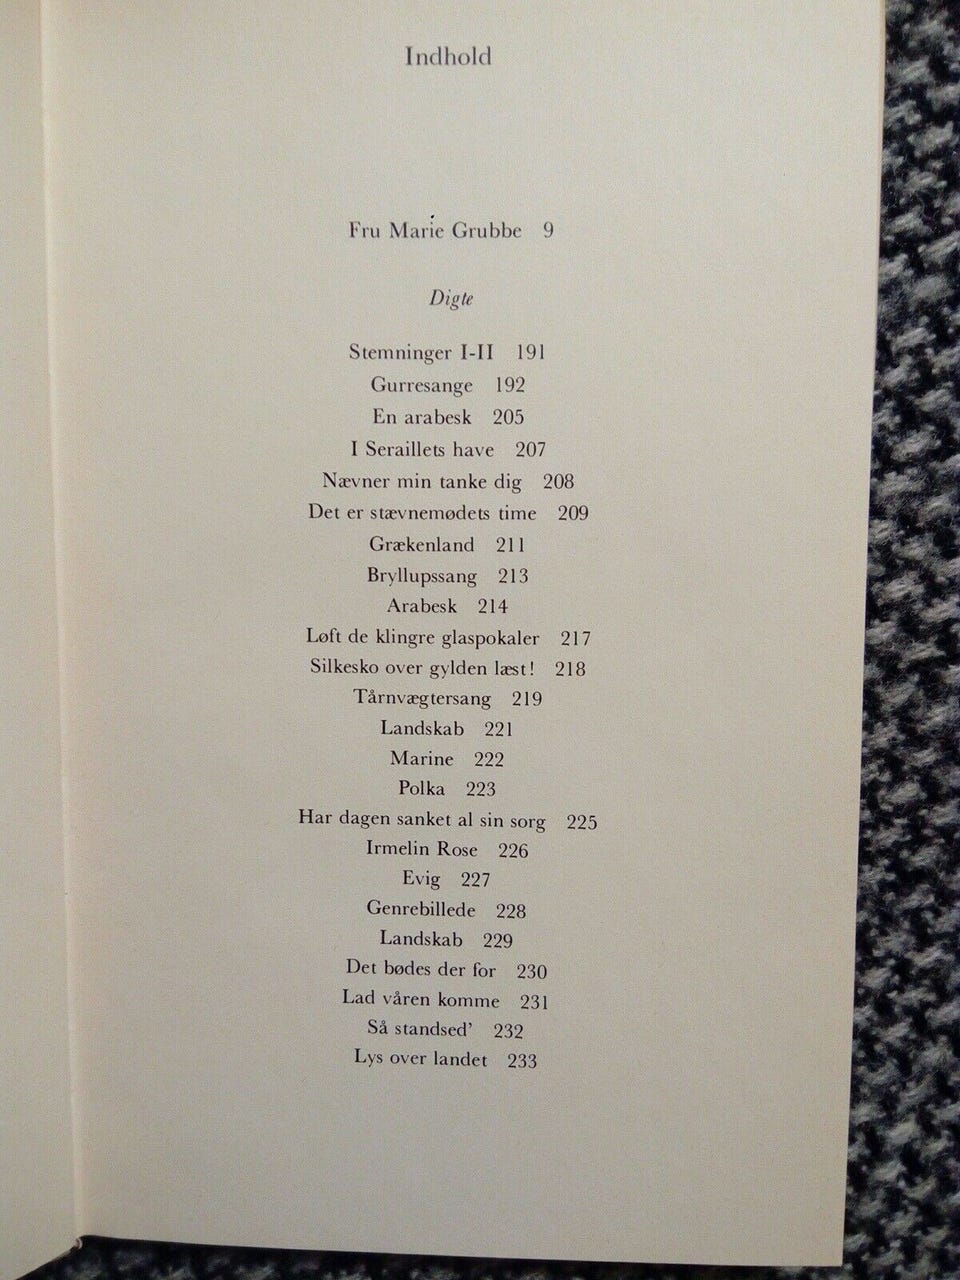 Indhold
Fru Marie Grubbe 9
Digte
Stemninger I-II 191
Gurresange 192
En arabesk 205
I Seraillets have 207
Nævner min tanke dig 208
Det er stævnemødets time 209
Grækenland 211
Bryllupssang 213
Arabesk 214
Løft de klingre glaspokaler 217
Silkesko over gylden læst! 218
Tårnvægtersang 219
Landskab 221
Marine 222
Polka 223
Har dagen sanket al sin sorg 225
Irmelin Rose 226
Evig 227
Genrebillede 228
Landskab 229
Det bødes der for 230
Lad våren komme 231
Så standsed’ 232
Lys over landet 233